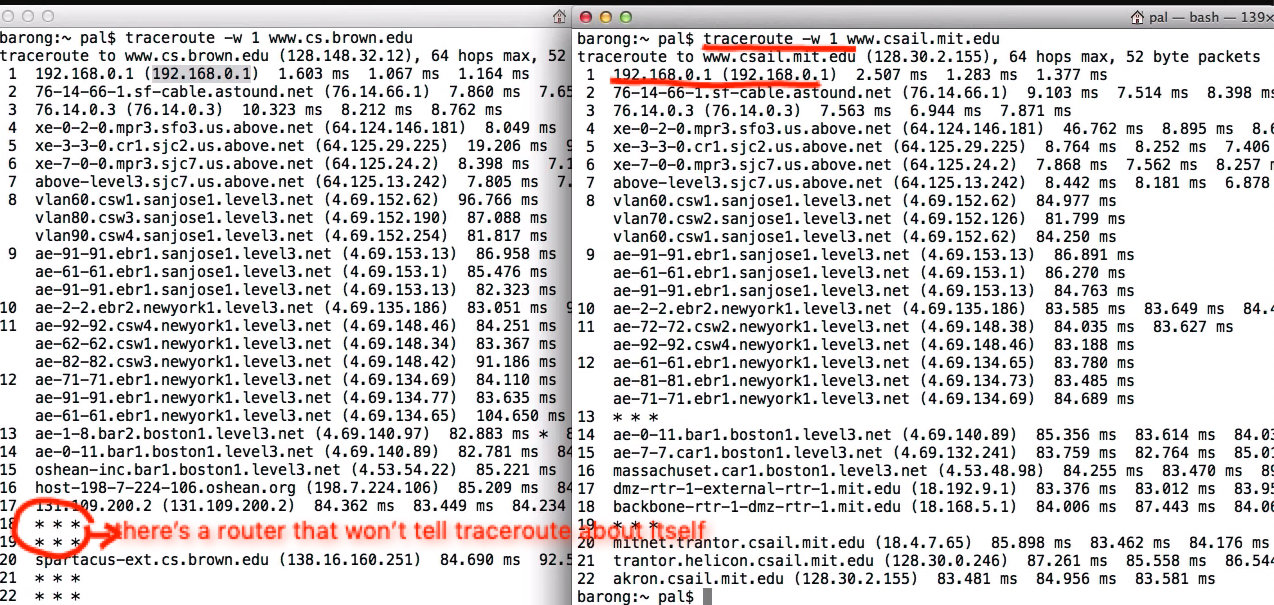 barong:~ pal$ traceroute -w 1 www.cs.brown.edu
traceroute to www.cs.brown.edu (128.148.32.12), 64 hops max, 52
1 192.168.0.1 (192.168.0.1) 1.603 ms 1.067 ms 1.164 ms
2 76-14-66-1.sf-cable.astound.net (76.14.66.1) 7.860 ms 7.65
3 76.14.0.3 (76.14.0.3) 10.323 ms 8.212 ms 8.762 ms
4 xe-0-2-0.mpr3.sfo3.us.above.net (64.124.146.181) 8.049 ms
5 xe-3-3-0.cr1.sjc2.us.above.net (64.125.29.225) 19.206 ms 9
6 xe-7-0-0.mpr3.sjc7.us.above.net (64.125.24.2) 8.398 ms 7.1
7 above-level3.sjc7.us.above.net (64.125.13.242) 7.805 ms 7.
8 vlan60.csw1.sanjose1.level3.net (4.69.152.62) 96.766 ms
vlan80.csw3.sanjose1.level3.net (4.69.152.190) 87.088 ms
vlan90.csw4.sanjose1.level3.net (4.69.152.254) 81.817 ms
9 ae-91-91.ebr1.sanjose1.level3.net (4.69.153.13) 86.958 ms
ae-61-61.ebr1.sanjose1.level3.net (4.69.153.1) 85.476 ms
ae-91-91.ebr1.sanjose1.level3.net (4.69.153.13) 82.323 ms
10 ae-2-2.ebr2.newyork1.level3.net (4.69.135.186) 83.051 ms 9
11 ae-92-92.csw4.newyork1.level3.net (4.69.148.46) 84.251 ms
ae-62-62.csw1.newyork1.level3.net (4.69.148.34) 83.367 ms
ae-82-82.csw3.newyork1.level3.net (4.69.148.42) 91.186 ms
12 ae-71-71.ebr1.newyork1.level3.net (4.69.134.69) 84.110 ms
ae-91-91.ebr1.newyork1.level3.net (4.69.134.77) 83.635 ms
ae-61-61.ebr1.newyork1.level3.net (4.69.134.65) 104.650 ms
13 ae-1-8.bar2.boston1.level3.net (4.69.140.97) 82.883 ms * 8
14 ae-0-11.bar1.boston1.level3.net (4.69.140.89) 82.781 ms 84
15 oshean-inc.bar1.boston1.level3.net (4.53.54.22) 85.221 ms
16 host-198-7-224-106.oshean.org (198.7.224.106) 85.209 ms 84
17 131.109.200.2 (131.109.200.2) 84.362 ms 83.449 ms 84.234
18 * * *
19 * * *
20 spartacus-ext.cs.brown.edu (138.16.160.251) 84.690 ms 92.5
21 * * *
22 * * *
there's a router that won't tell traceroute about itself
pal — bash — 139×
barong:~ pal$ traceroute -w 1 www.csail.mit.edu
traceroute to www.csail.mit.edu (128.30.2.155), 64 hops max, 52 byte packets
1 192.168.0.1 (192.168.0.1) 2.507 ms 1.283 ms 1.377 ms
2 76-14-66-1.sf-cable.astound.net (76.14.66.1) 9.103 ms 7.514 ms 8.398 ms
3 76.14.0.3 (76.14.0.3) 7.563 ms 6.944 ms 7.871 ms
4 xe-0-2-0.mpr3.sfo3.us.above.net (64.124.146.181) 46.762 ms 8.895 ms 8.6
5 xe-3-3-0.cr1.sjc2.us.above.net (64.125.29.225) 8.764 ms 8.252 ms 7.406
6 xe-7-0-0.mpr3.sjc7.us.above.net (64.125.24.2) 7.868 ms 7.562 ms 8.257 m
7 above-level3.sjc7.us.above.net (64.125.13.242) 8.442 ms 8.181 ms 6.878
8 vlan60.csw1.sanjose1.level3.net (4.69.152.62) 84.977 ms
vlan70.csw2.sanjose1.level3.net (4.69.152.126) 81.799 ms
vlan60.csw1.sanjose1.level3.net (4.69.152.62) 84.250 ms
9 ae-91-91.ebr1.sanjose1.level3.net (4.69.153.13) 86.891 ms
ae-61-61.ebr1.sanjose1.level3.net (4.69.153.1) 86.270 ms
ae-91-91.ebr1.sanjose1.level3.net (4.69.153.13) 84.763 ms
10 ae-2-2.ebr2.newyork1.level3.net (4.69.135.186) 83.585 ms 83.649 ms 84.4
11 ae-72-72.csw2.newyork1.level3.net (4.69.148.38) 84.035 ms 83.627 ms
ae-92-92.csw4.newyork1.level3.net (4.69.148.46) 83.188 ms
12 ae-61-61.ebr1.newyork1.level3.net (4.69.134.65) 83.780 ms
ae-81-81.ebr1.newyork1.level3.net (4.69.134.73) 83.485 ms
ae-71-71.ebr1.newyork1.level3.net (4.69.134.69) 84.689 ms
13 * * *
14 ae-0-11.bar1.boston1.level3.net (4.69.140.89) 85.356 ms 83.614 ms 84.03
15 ae-7-7.car1.boston1.level3.net (4.69.132.241) 83.759 ms 82.764 ms 85.01
16 massachuset.car1.boston1.level3.net (4.53.48.98) 84.255 ms 83.470 ms 89
17 dmz-rtr-1-external-rtr-1.mit.edu (18.192.9.1) 83.376 ms 83.012 ms 83.95
18 backbone-rtr-1-dmz-rtr-1.mit.edu (18.168.5.1) 84.006 ms 87.443 ms 84.06
19 * * *
20 mitnet.trantor.csail.mit.edu (18.4.7.65) 85.898 ms 83.462 ms 84.176 ms
21 trantor.helicon.csail.mit.edu (128.30.0.246) 87.261 ms 85.558 ms 86.544
22 akron.csail.mit.edu (128.30.2.155) 83.481 ms 84.956 ms 83.581 ms
barong:~ pal$